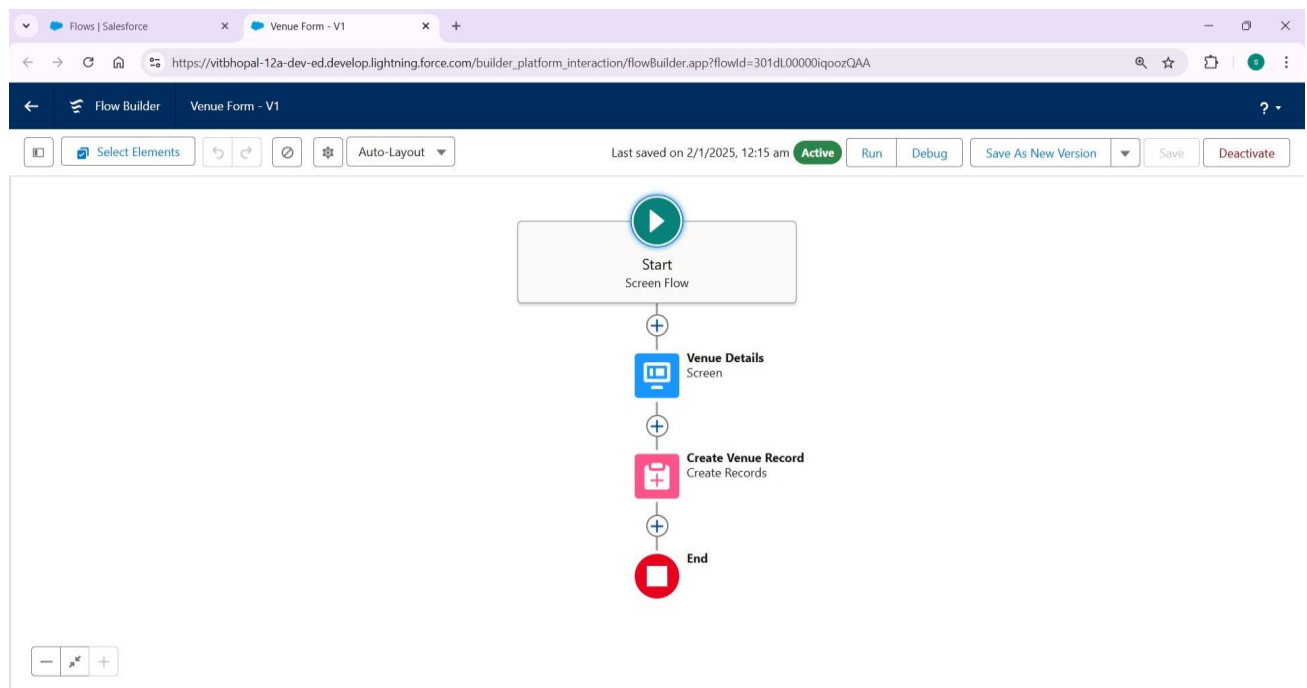 Flows | Salesforce
Venue Form - V1
https://vitbhopal-12a-dev-ed.develop.lightning.force.com/builder_platform_interaction/flowBuilder.app?flowId=301dL00000iqoozQAA
S
Flow Builder Venue Form - V1 ?
Select Elements Auto-Layout Last saved on 2/1/2025, 12:15 am Active Run Debug Save As New Version Save Deactivate
Start
Screen Flow
Venue Details
Screen
Create Venue Record
Create Records
End